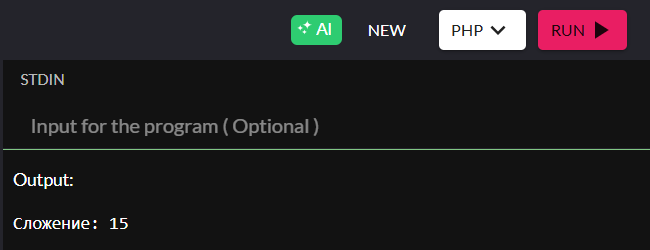 AI NEW PHP RUN
STDIN
Input for the program ( Optional )
Output:
Сложение: 15